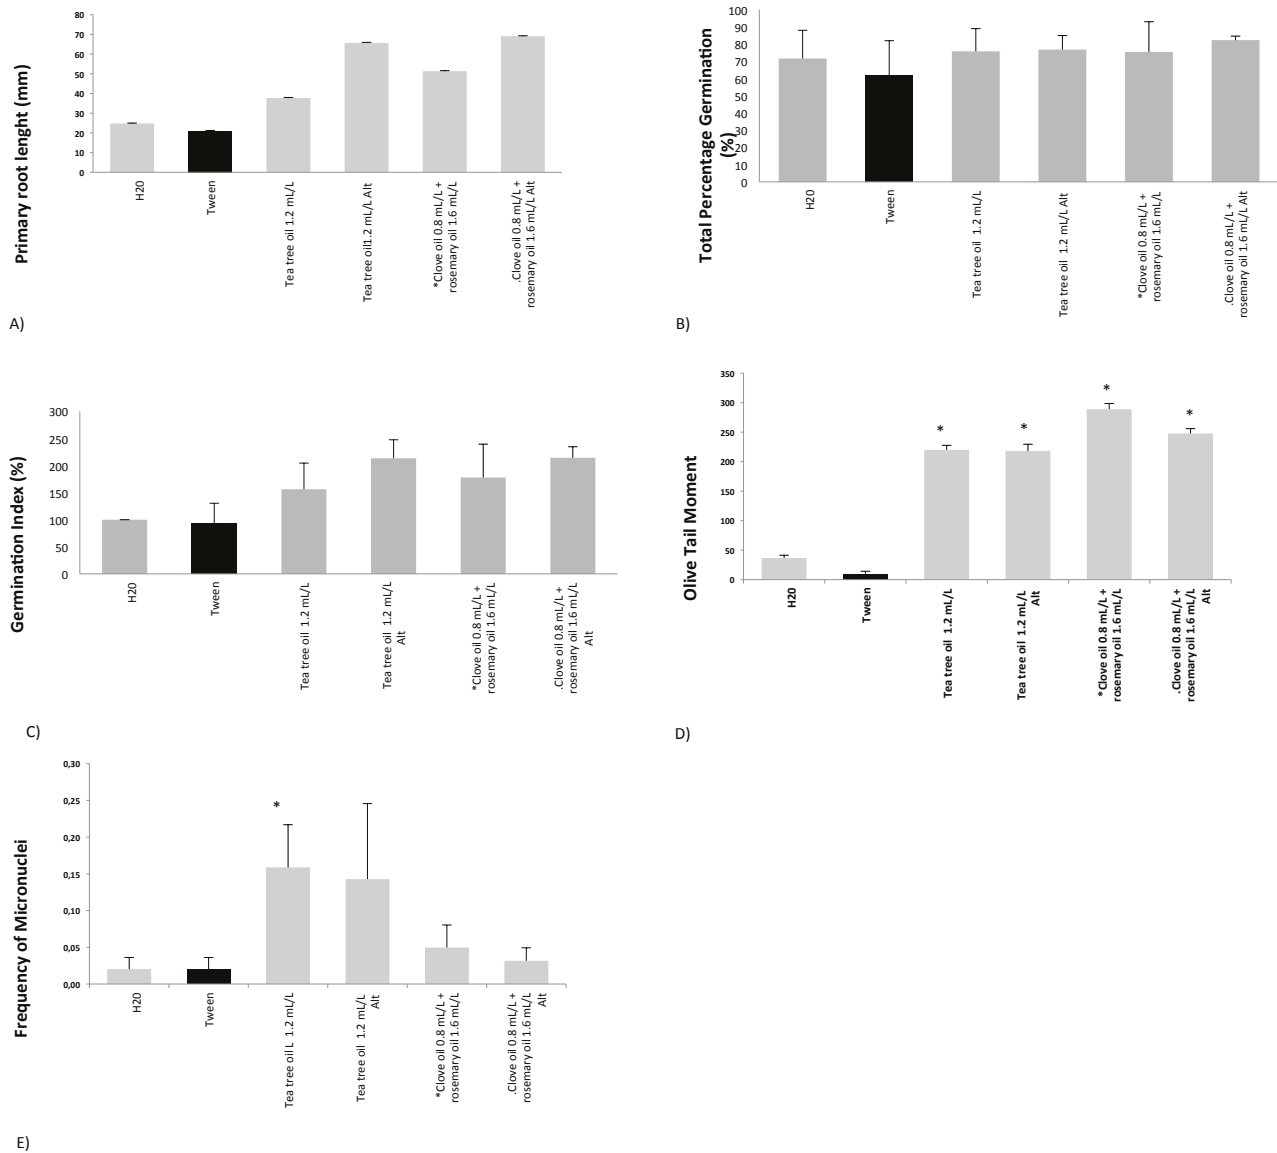 Primary root lenght (mm)
80
70
60
50
40
30
20
10
0
H20
Tween
Tea tree oil 1.2 mL/L
Tea tree oil1.2 mL/L Alt
*Clove oil 0.8 mL/L +
rosemary oil 1.6 mL/L
.Clove oil 0.8 mL/L +
rosemary oil 1.6 mL/L Alt
A)
Total Percentage Germination
(%)
100
90
80
70
60
50
40
30
20
10
0
H20
Tween
Tea tree oil 1.2 mL/L
Tea tree oil 1.2 mL/L Alt
*Clove oil 0.8 mL/L +
rosemary oil 1.6 mL/L
.Clove oil 0.8 mL/L +
rosemary oil 1.6 mL/L Alt
B)
Germination Index (%)
300
250
200
150
100
50
0
H20
Tween
Tea tree oil 1.2 mL/L
Tea tree oil 1.2 mL/L
Alt
*Clove oil 0.8 mL/L +
rosemary oil 1.6 mL/L
.Clove oil 0.8 mL/L +
rosemary oil 1.6 mL/L
Alt
C)
Olive Tail Moment
350
300
250
200
150
100
50
0
*
*
*
*
H20
Tween
Tea tree oil 1.2 mL/L
Tea tree oil 1.2 mL/L
Alt
*Clove oil 0.8 mL/L +
rosemary oil 1.6 mL/L
.Clove oil 0.8 mL/L +
rosemary oil 1.6 mL/L
Alt
D)
Frequency of Micronuclei
0,30
0,25
0,20
0,15
0,10
0,05
0,00
*
H20
Tween
Tea tree oil L 1.2 mL/L
Tea tree oil 1.2 mL/L
Alt
*Clove oil 0.8 mL/L +
rosemary oil 1.6 mL/L
.Clove oil 0.8 mL/L +
rosemary oil 1.6 mL/L
Alt
E)